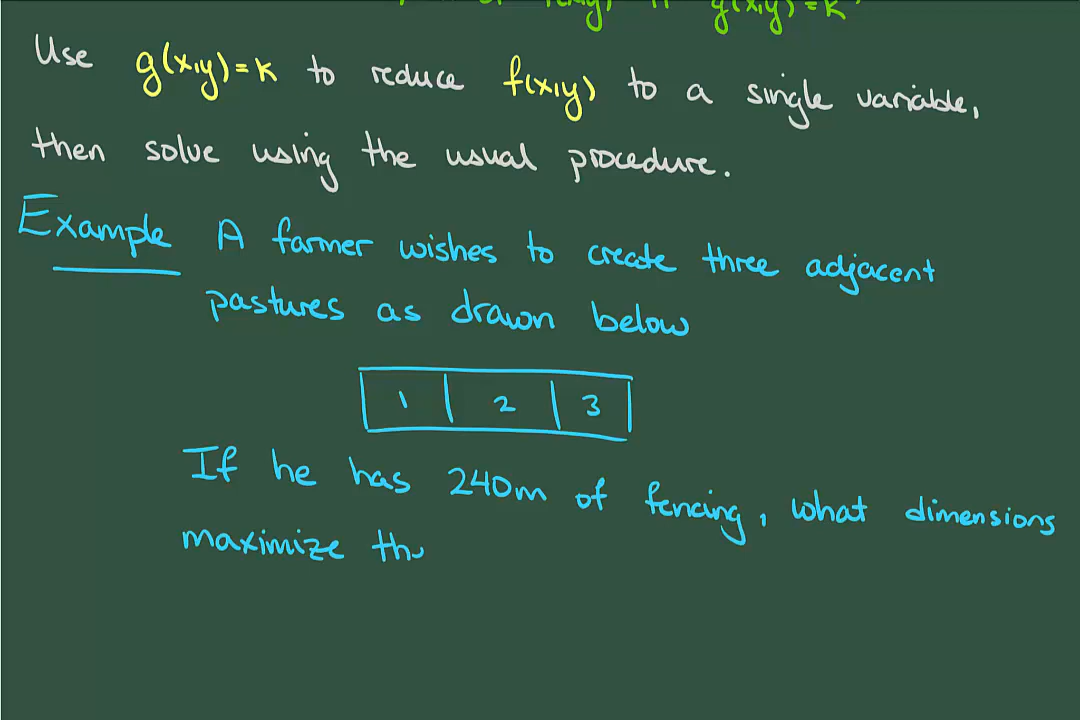 g(x,y)=k
Use g(x,y)=k to reduce f(x,y) to a single variable,
then solve using the usual procedure.
Example A farmer wishes to create three adjacent
pastures as drawn below
1 2 3
If he has 240m of fencing, what dimensions
maximize th